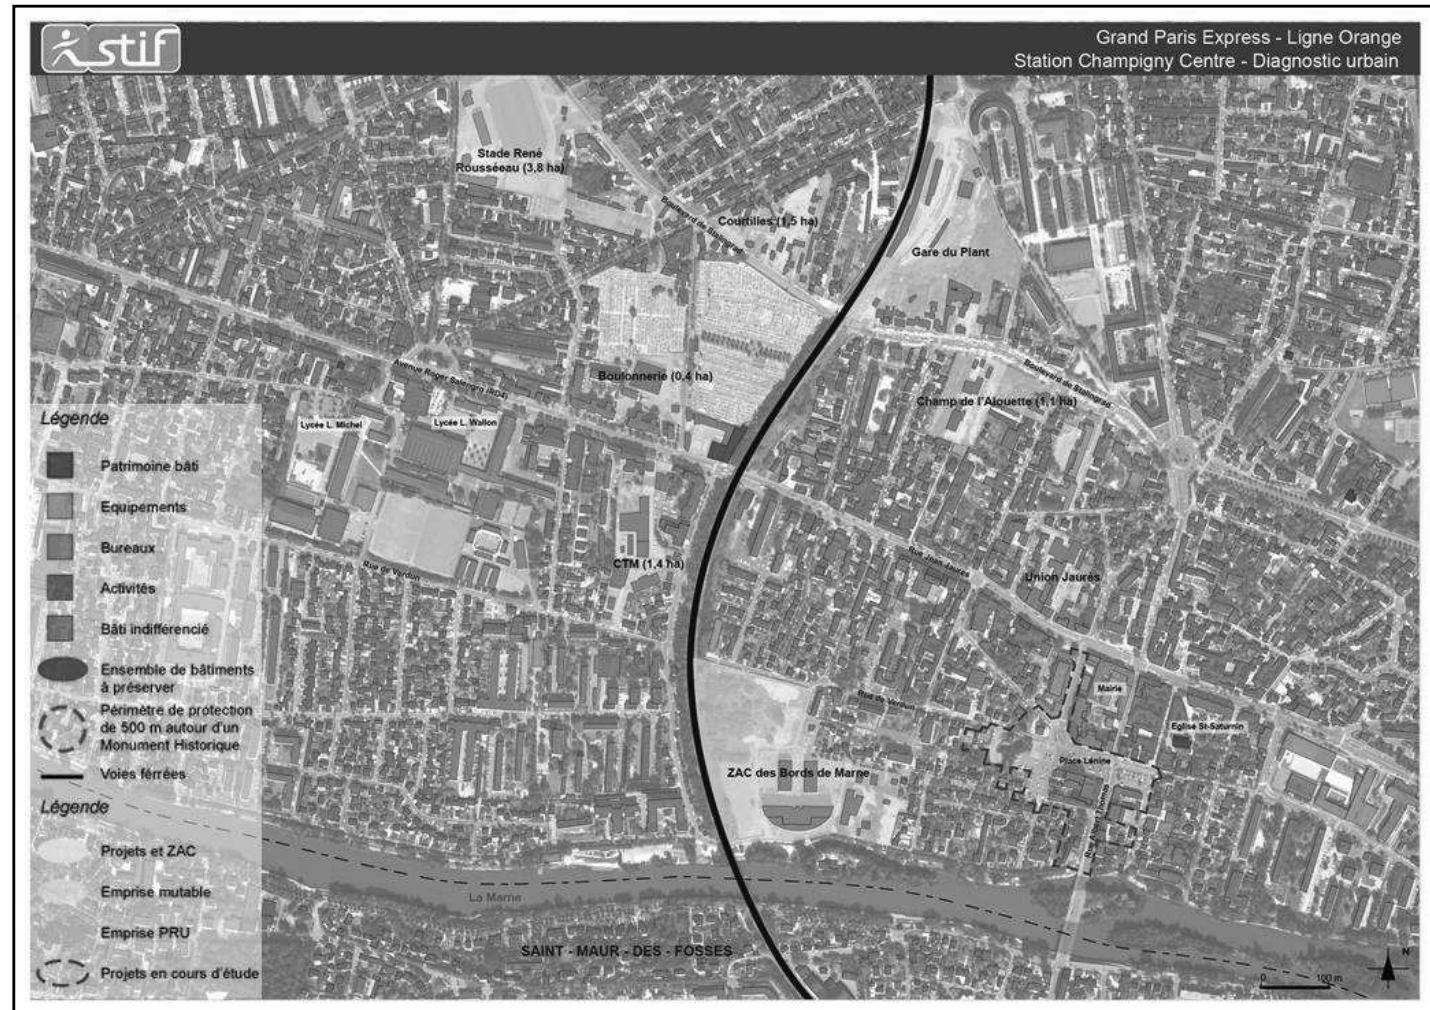 stif
Grand Paris Express - Ligne Orange
Station Champigny Centre - Diagnostic urbain
Stade René
Rousséeau (3,8 ha)
Boulevard de Stalingrad
Courtilles (1,5 ha)
Gare du Plant
Avenue Roger Salengro (RD4)
Boulonnerie (0,4 ha)
Boulevard de Stalingrad
Champ de l'Alouette (1,1 ha)
Lycée L. Michel
Lycée L. Wallon
CTM (1,4 ha)
Rue de Verdun
Rue Jean Jaurès
Union Jaurès
Rue de Verdun
Mairie
Eglise St-Saturnin
Place Lénine
ZAC des Bords de Marne
La Marne
SAINT - MAUR - DES - FOSSES
Légende
Patrimoine bâti
Equipements
Bureaux
Activités
Bâti indifférencié
Ensemble de bâtiments
à préserver
Périmètre de protection
de 500 m autour d'un
Monument Historique
Voies férrées
Légende
Projets et ZAC
Emprise mutable
Emprise PRU
Projets en cours d'étude
N
0 100 m